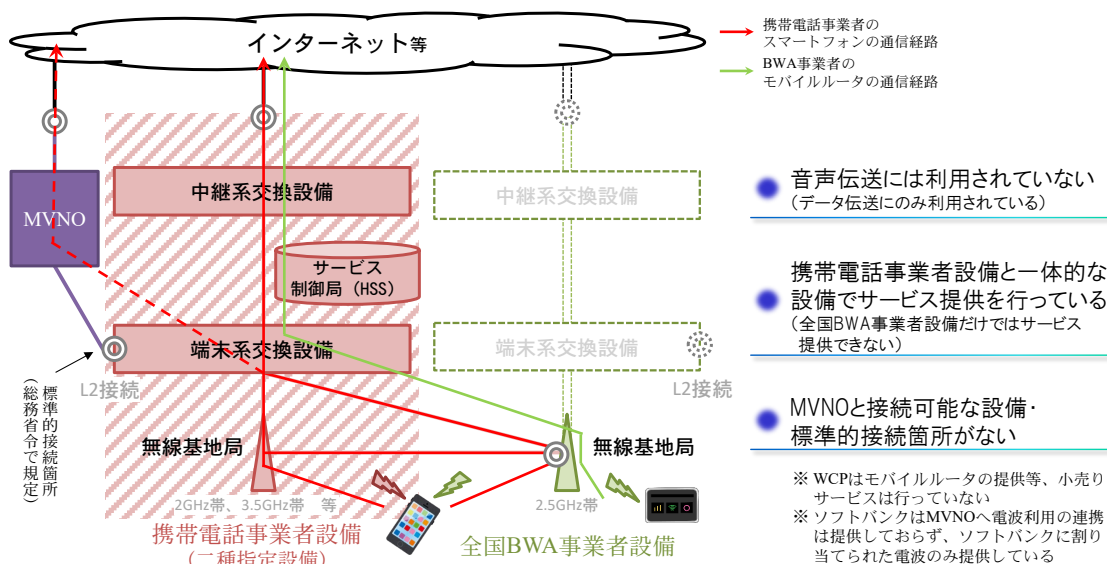 インターネット等
携帯電話事業者の
スマートフォンの通信経路
BWA事業者の
モバイルルータの通信経路
MVNO
中継系交換設備
サービス
制御局（HSS）
端末系交換設備
L2接続
標準的接続箇所
（総務省令で規定）
無線基地局
2GHz帯、3.5GHz帯　等
携帯電話事業者設備
（二種指定設備）
中継系交換設備
端末系交換設備
L2接続
無線基地局
2.5GHz帯
全国BWA事業者設備
音声伝送には利用されていない
（データ伝送にのみ利用されている）
携帯電話事業者設備と一体的な
設備でサービス提供を行っている
（全国BWA事業者設備だけではサービス
提供できない）
MVNOと接続可能な設備・
標準的接続箇所がない
※ WCPはモバイルルータの提供等、小売り
サービスは行っていない
※ ソフトバンクはMVNOへ電波利用の連携
は提供しておらず、ソフトバンクに割り
当てられた電波のみ提供している